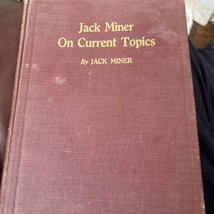 Jack Miner
On Current Topics
By JACK MINER